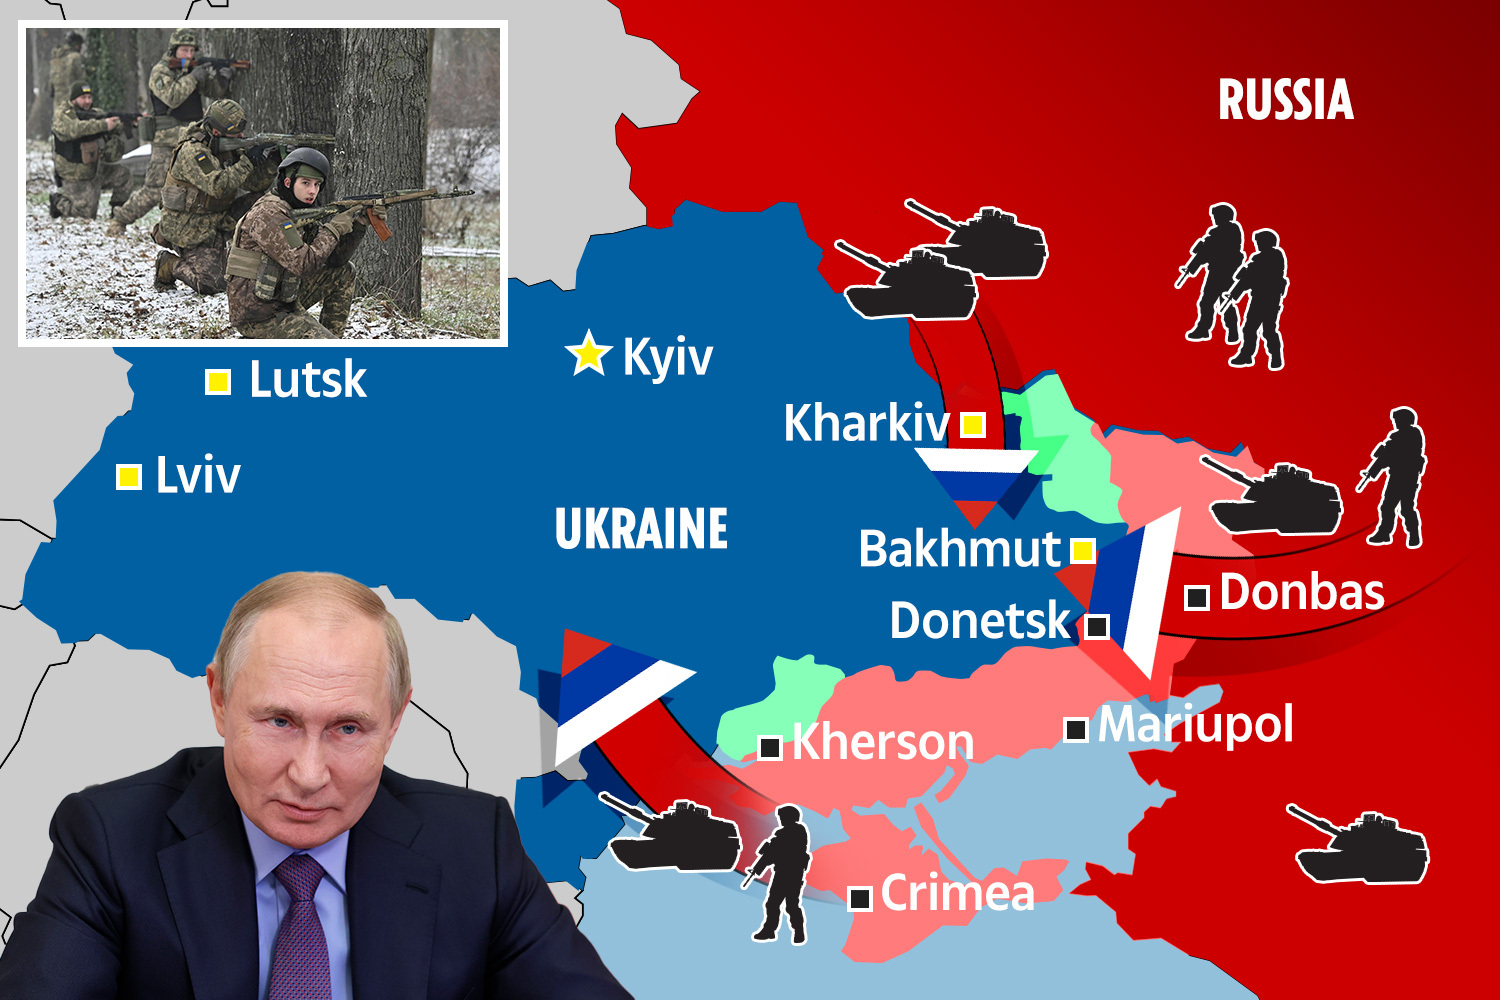 RUSSIA
Kyiv
Lutsk
Kharkiv
Lviv
UKRAINE
Bakhmut
Donbas
Donetsk
Mariupol
Kherson
Crimea